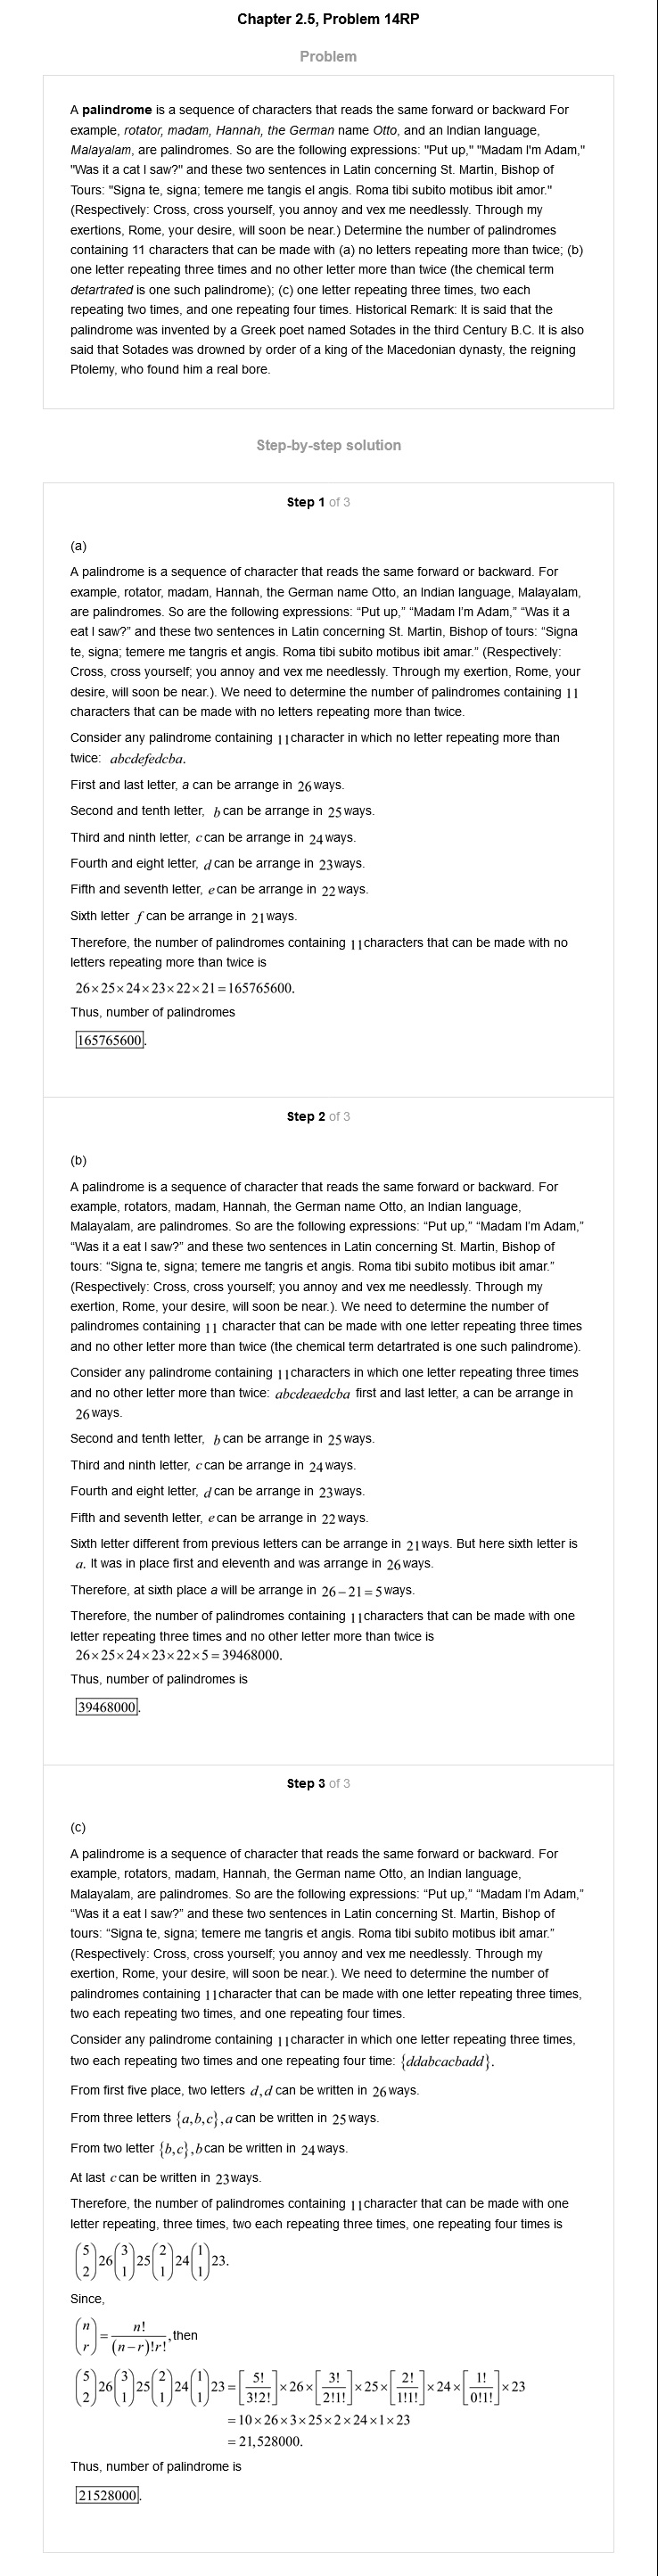 Chapter 2.5, Problem 14RP
Problem
A palindrome is a sequence of characters that reads the same forward or backward For
example, rotator, madam, Hannah, the German name Otto, and an Indian language,
Malayalam, are palindromes. So are the following expressions: "Put up," "Madam I'm Adam,"
"Was it a cat I saw?" and these two sentences in Latin concerning St. Martin, Bishop of
Tours: "Signa te, signa; temere me tangis el angis. Roma tibi subito motibus ibit amor."
(Respectively: Cross, cross yourself, you annoy and vex me needlessly. Through my
exertions, Rome, your desire, will soon be near.) Determine the number of palindromes
containing 11 characters that can be made with (a) no letters repeating more than twice; (b)
one letter repeating three times and no other letter more than twice (the chemical term
detartrated is one such palindrome); (c) one letter repeating three times, two each
repeating two times, and one repeating four times. Historical Remark: It is said that the
palindrome was invented by a Greek poet named Sotades in the third Century B.C. It is also
said that Sotades was drowned by order of a king of the Macedonian dynasty, the reigning
Ptolemy, who found him a real bore.
Step-by-step solution
Step 1 of 3
(a)
A palindrome is a sequence of character that reads the same forward or backward. For
example, rotator, madam, Hannah, the German name Otto, an Indian language, Malayalam,
are palindromes. So are the following expressions: “Put up,” “Madam I’m Adam,” “Was it a
eat I saw?” and these two sentences in Latin concerning St. Martin, Bishop of tours: “Signa
te, signa; temere me tangris et angis. Roma tibi subito motibus ibit amar.” (Respectively:
Cross, cross yourself; you annoy and vex me needlessly. Through my exertion, Rome, your
desire, will soon be near.). We need to determine the number of palindromes containing 11
characters that can be made with no letters repeating more than twice.
Consider any palindrome containing 11 character in which no letter repeating more than
twice: abcdefedcba.
First and last letter, a can be arrange in 26 ways.
Second and tenth letter, b can be arrange in 25 ways.
Third and ninth letter, c can be arrange in 24 ways.
Fourth and eight letter, d can be arrange in 23 ways.
Fifth and seventh letter, e can be arrange in 22 ways.
Sixth letter f can be arrange in 21 ways.
Therefore, the number of palindromes containing 11 characters that can be made with no
letters repeating more than twice is
26×25×24×23×22×21=165765600.
Thus, number of palindromes
165765600.
Step 2 of 3
(b)
A palindrome is a sequence of character that reads the same forward or backward. For
example, rotators, madam, Hannah, the German name Otto, an Indian language,
Malayalam, are palindromes. So are the following expressions: “Put up,” “Madam I’m Adam,”
“Was it a eat I saw?” and these two sentences in Latin concerning St. Martin, Bishop of
tours: “Signa te, signa; temere me tangris et angis. Roma tibi subito motibus ibit amar.”
(Respectively: Cross, cross yourself; you annoy and vex me needlessly. Through my
exertion, Rome, your desire, will soon be near.). We need to determine the number of
palindromes containing 11 character that can be made with one letter repeating three times
and no other letter more than twice (the chemical term detartrated is one such palindrome).
Consider any palindrome containing 11 characters in which one letter repeating three times
and no other letter more than twice: abcdeaedcba first and last letter, a can be arrange in
26 ways.
Second and tenth letter, b can be arrange in 25 ways.
Third and ninth letter, c can be arrange in 24 ways.
Fourth and eight letter, d can be arrange in 23 ways.
Fifth and seventh letter, e can be arrange in 22 ways.
Sixth letter different from previous letters can be arrange in 21 ways. But here sixth letter is
a. It was in place first and eleventh and was arrange in 26 ways.
Therefore, at sixth place a will be arrange in 26−21=5 ways.
Therefore, the number of palindromes containing 11 characters that can be made with one
letter repeating three times and no other letter more than twice is
26×25×24×23×22×5=39468000.
Thus, number of palindromes is
39468000.
Step 3 of 3
(c)
A palindrome is a sequence of character that reads the same forward or backward. For
example, rotators, madam, Hannah, the German name Otto, an Indian language,
Malayalam, are palindromes. So are the following expressions: “Put up,” “Madam I’m Adam,”
“Was it a eat I saw?” and these two sentences in Latin concerning St. Martin, Bishop of
tours: “Signa te, signa; temere me tangris et angis. Roma tibi subito motibus ibit amar.”
(Respectively: Cross, cross yourself; you annoy and vex me needlessly. Through my
exertion, Rome, your desire, will soon be near.). We need to determine the number of
palindromes containing 11 character that can be made with one letter repeating three times,
two each repeating two times, and one repeating four times.
Consider any palindrome containing 11 character in which one letter repeating three times,
two each repeating two times and one repeating four time: {ddabcacbadd}.
From first five place, two letters d,d can be written in 26 ways.
From three letters {a,b,c}, a can be written in 25 ways.
From two letter {b,c}, b can be written in 24 ways.
At last c can be written in 23 ways.
Therefore, the number of palindromes containing 11 character that can be made with one
letter repeating, three times, two each repeating three times, one repeating four times is
(5 2)26(3 1)25(2 1)24(1 1)23.
Since,
(n r)=n!/(n−r)!r!, then
(5 2)26(3 1)25(2 1)24(1 1)23=[5!/3!2!]×26×[3!/2!1!]×25×[2!/1!1!]×24×[1!/0!1!]×23
=10×26×3×25×2×24×1×23
=21,528000.
Thus, number of palindrome is
21528000.